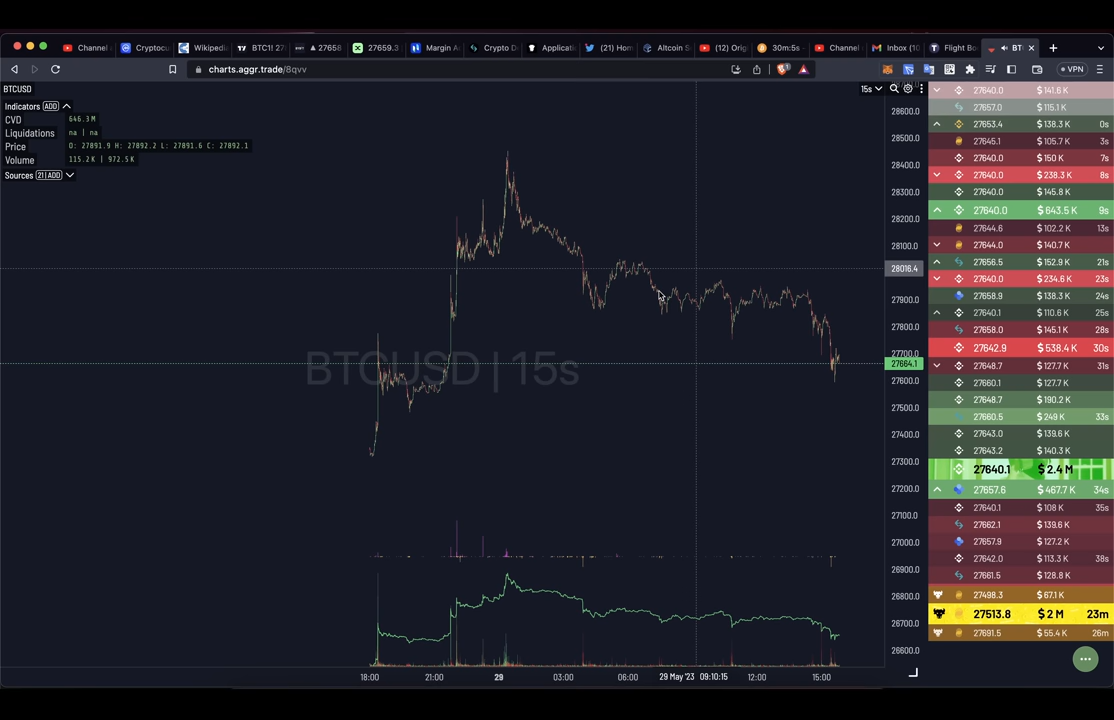 Channel
Cryptoc
Wikipedi
BTC1! 27
27658
27659.3
Margin A
Crypto D
Applicati
(21) Hom
Altcoin S
(12) Orig
30m:5s -
Channel
Inbox (10
Flight Bo
BT
charts.aggr.trade/8qvv
1
VPN
BTCUSD
15s
Indicators ADD
CVD 646.3 M
Liquidations na | na
Price O: 27891.9 H: 27892.2 L: 27891.6 C: 27892.1
Volume 115.2 K | 972.5 K
Sources 21 | ADD
BTCUSD | 15s
28600.0
28500.0
28400.0
28300.0
28200.0
28100.0
28016.4
27900.0
27800.0
27700.0
27664.1
27600.0
27500.0
27400.0
27300.0
27200.0
27100.0
27000.0
26900.0
26800.0
26700.0
26600.0
18:00
21:00
29
03:00
06:00
29 May '23 09:10:15
12:00
15:00
27640.0 $ 141.6 K
27657.0 $ 115.1 K
27653.4 $ 138.3 K 0s
27645.1 $ 105.7 K 3s
27640.0 $ 150 K 7s
27640.0 $ 238.3 K 8s
27640.0 $ 145.8 K
27640.0 $ 643.5 K 9s
27644.6 $ 102.2 K 13s
27644.0 $ 140.7 K
27656.5 $ 152.9 K 21s
27640.0 $ 234.6 K 23s
27658.9 $ 138.3 K 24s
27640.1 $ 110.6 K 25s
27658.0 $ 145.1 K 28s
27642.9 $ 538.4 K 30s
27648.7 $ 127.7 K 31s
27660.1 $ 127.7 K
27648.7 $ 190.2 K
27660.5 $ 249 K 33s
27643.0 $ 139.6 K
27643.2 $ 140.3 K
27640.1 $ 2.4 M
27657.6 $ 467.7 K 34s
27640.1 $ 108 K 35s
27662.1 $ 139.6 K
27657.9 $ 127.2 K
27642.0 $ 113.3 K 38s
27661.5 $ 128.8 K
27498.3 $ 67.1 K
27513.8 $ 2 M 23m
27691.5 $ 55.4 K 26m